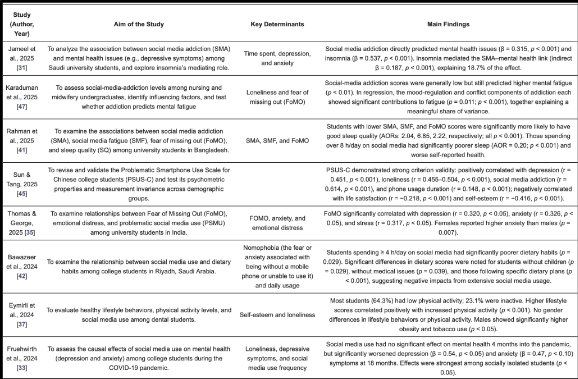 Study
(Author,
Year)
Aim of the Study
Key Determinants
Main Findings
Jameel et
al., 2025
[31]
To analyze the association between social media addiction (SMA)
and mental health issues (e.g., depressive symptoms) among
Saudi university students, and explore insomnia's mediating role.
Time spent, depression,
and anxiety
Social media addiction directly predicted mental health issues (β = 0.315, p < 0.001) and
insomnia (β = 0.537, p < 0.001). Insomnia mediated the SMA–mental health link (indirect
β = 0.187, p < 0.001), explaining 18.7% of the effect.
Karaduman
et al., 2025
[47]
To assess social-media-addiction levels among nursing and
midwifery undergraduates, identify influencing factors, and test
whether addiction predicts mental fatigue
Loneliness and fear of
missing out (FoMO)
Social-media-addiction scores were generally low but still predicted higher mental fatigue
(p < 0.01). In regression, the mood-regulation and conflict components of addiction each
showed significant contributions to fatigue (p = 0.011; p < 0.001), together explaining a
meaningful share of variance.
Rahman et
al., 2025
[41]
To examine the associations between social media addiction
(SMA), social media fatigue (SMF), fear of missing out (FoMO),
and sleep quality (SQ) among university students in Bangladesh.
SMA, SMF, and FoMO
Students with lower SMA, SMF, and FoMO scores were significantly more likely to have
good sleep quality (AORs: 2.04, 6.85, 2.22, respectively; all p < 0.001). Those spending
over 8 h/day on social media had significantly poorer sleep (AOR = 0.20; p < 0.001) and
worse self-reported health.
Sun &
Tang, 2025
[45]
To revise and validate the Problematic Smartphone Use Scale for
Chinese college students (PSUS-C) and test its psychometric
properties and measurement invariance across demographic
groups.
PSUS-C demonstrated strong criterion validity: positively correlated with depression (r =
0.451, p < 0.001), loneliness (r = 0.455–0.504, p < 0.001), social media addiction (r =
0.614, p < 0.001), and phone usage duration (r = 0.148, p < 0.001); negatively correlated
with life satisfaction (r = −0.218, p < 0.001) and self-esteem (r = −0.416, p < 0.001).
Thomas &
George,
2025 [35]
To examine relationships between Fear of Missing Out (FoMO),
emotional distress, and problematic social media use (PSMU)
among university students in India.
FOMO, anxiety, and
emotional distress
FoMO significantly correlated with depression (r = 0.320, p < 0.05), anxiety (r = 0.326, p <
0.05), and stress (r = 0.317, p < 0.05). Females reported higher anxiety than males (p =
0.007).
Bawazeer
et al., 2024
[42]
To examine the relationship between social media use and dietary
habits among college students in Riyadh, Saudi Arabia.
Nomophobia (the fear or
anxiety associated with
being without a mobile
phone or unable to use it)
and daily usage
Students spending ≥ 4 h/day on social media had significantly poorer dietary habits (p =
0.029). Significant differences in dietary scores were noted for students without children (p
= 0.029), without medical issues (p = 0.039), and those following specific dietary plans (p
< 0.001), suggesting negative impacts from extensive social media usage.
Eymirli et
al., 2024
[37]
To evaluate healthy lifestyle behaviors, physical activity levels, and
social media use among dental students.
Self-esteem and loneliness
Most students (64.3%) had low physical activity; 23.1% were inactive. Higher lifestyle
scores correlated positively with increased physical activity (p < 0.001). No gender
differences in lifestyle behaviors or physical activity. Males showed significantly higher
obesity and tobacco use (p < 0.05).
Fruehwirth
et al., 2024
[33]
To assess the causal effects of social media use on mental health
(depression and anxiety) among college students during the
COVID-19 pandemic.
Loneliness, depressive
symptoms, and social
media use frequency
Social media use had no significant effect on mental health 4 months into the pandemic,
but significantly worsened depression (β = 0.54, p < 0.05) and anxiety (β = 0.47, p < 0.10)
symptoms at 18 months. Effects were strongest among socially isolated students (p <
0.05).